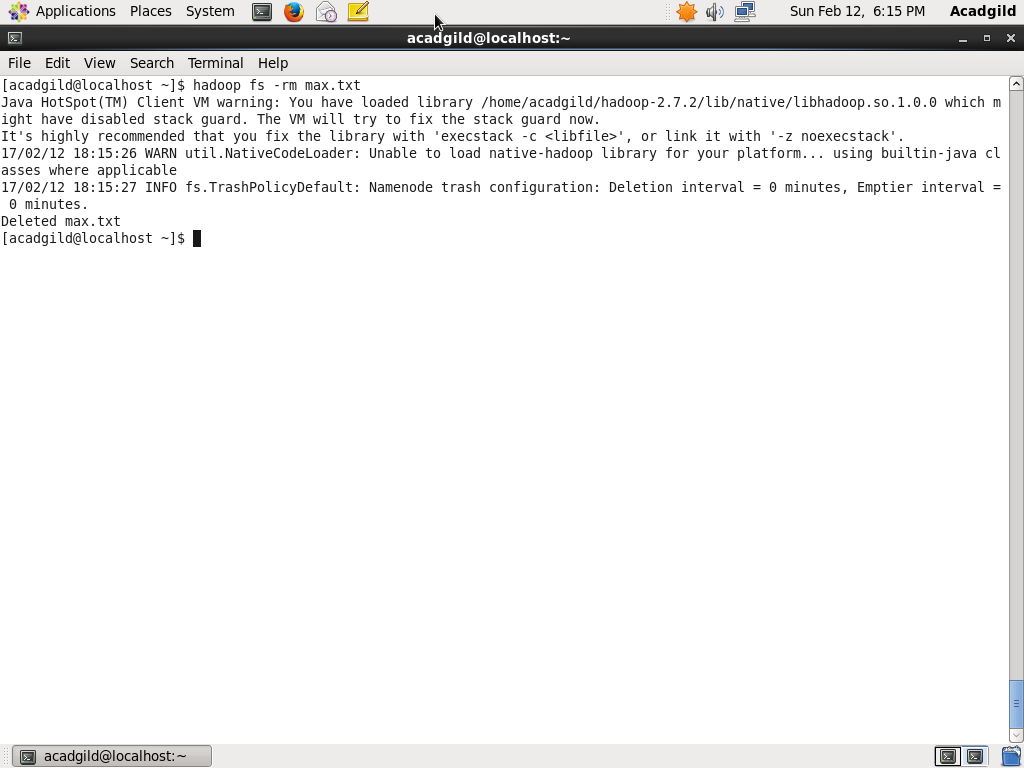 Applications Places System Sun Feb 12, 6:15 PM Acadgild
acadgild@localhost:~
File Edit View Search Terminal Help
[acadgild@localhost ~]$ hadoop fs -rm max.txt
Java HotSpot(TM) Client VM warning: You have loaded library /home/acadgild/hadoop-2.7.2/lib/native/libhadoop.so.1.0.0 which m
ight have disabled stack guard. The VM will try to fix the stack guard now.
It's highly recommended that you fix the library with 'execstack -c <libfile>', or link it with '-z noexecstack'.
17/02/12 18:15:26 WARN util.NativeCodeLoader: Unable to load native-hadoop library for your platform... using builtin-java cl
asses where applicable
17/02/12 18:15:27 INFO fs.TrashPolicyDefault: Namenode trash configuration: Deletion interval = 0 minutes, Emptier interval =
 0 minutes.
Deleted max.txt
[acadgild@localhost ~]$
acadgild@localhost:~